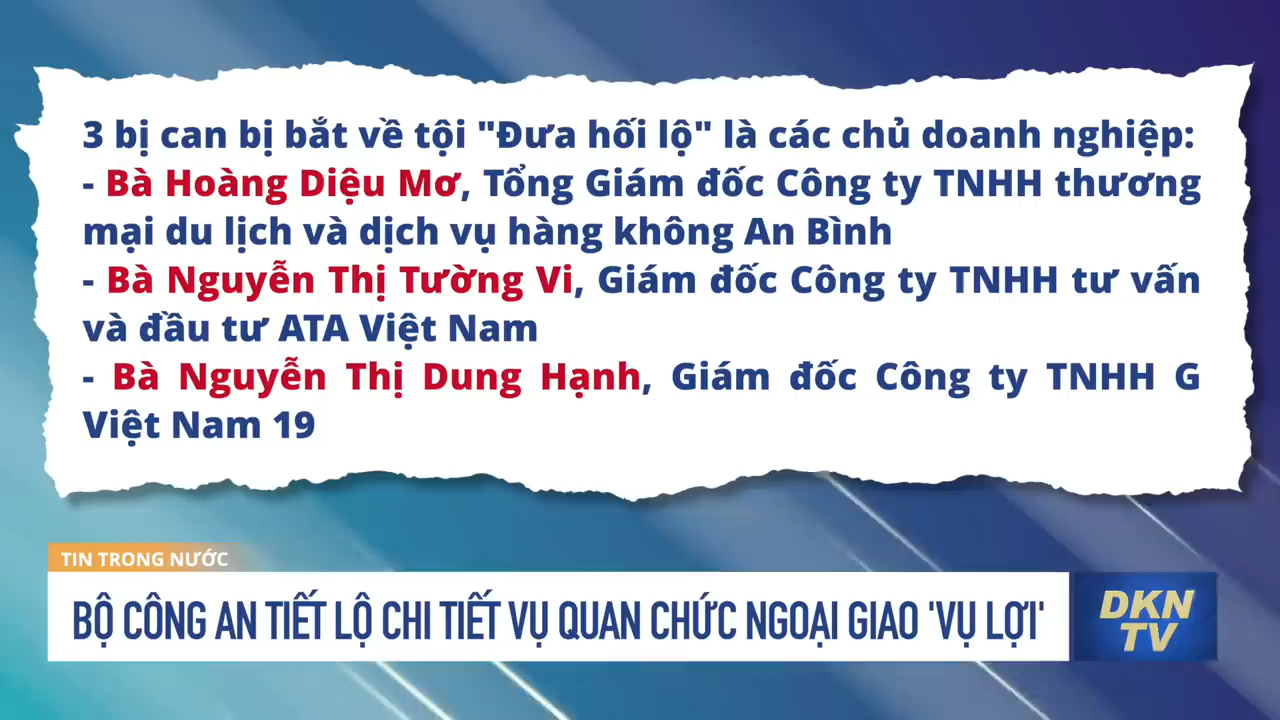 3 bị can bị bắt về tội "Đưa hối lộ" là các chủ doanh nghiệp:
- Bà Hoàng Diệu Mơ, Tổng Giám đốc Công ty TNHH thương
mại du lịch và dịch vụ hàng không An Bình
- Bà Nguyễn Thị Tường Vi, Giám đốc Công ty TNHH tư vấn
và đầu tư ATA Việt Nam
- Bà Nguyễn Thị Dung Hạnh, Giám đốc Công ty TNHH G
Việt Nam 19
TIN TRONG NƯỚC
BỘ CÔNG AN TIẾT LỘ CHI TIẾT VỤ QUAN CHỨC NGOẠI GIAO 'VỤ LỢI'
DKN
TV